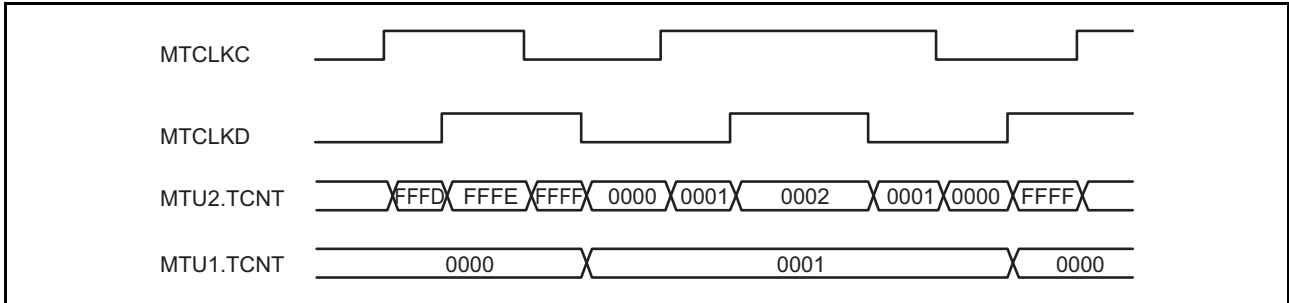 MTCLKC
MTCLKD
MTU2.TCNT FFFD FFFE FFFF 0000 0001 0002 0001 0000 FFFF
MTU1.TCNT 0000 0001 0000